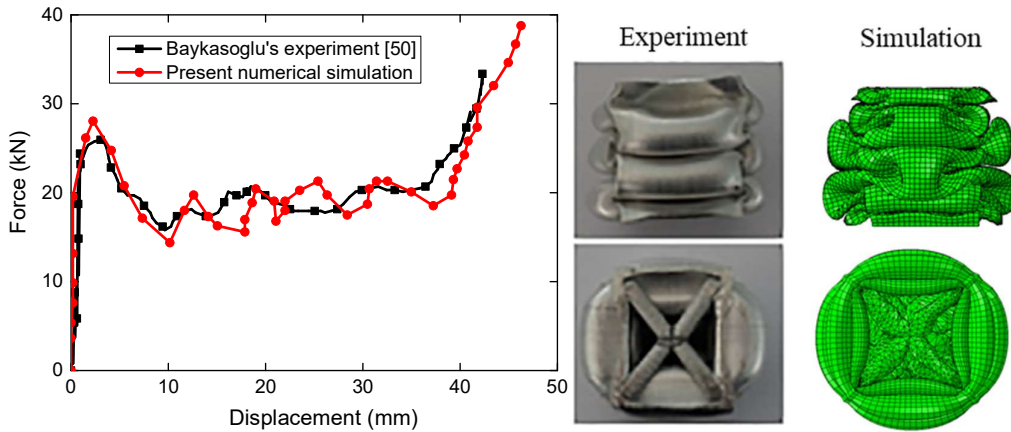 40
30
20
10
0
Force (kN)
Baykasoglu's experiment [50]
Present numerical simulation
0 10 20 30 40 50
Displacement (mm)
Experiment
Simulation